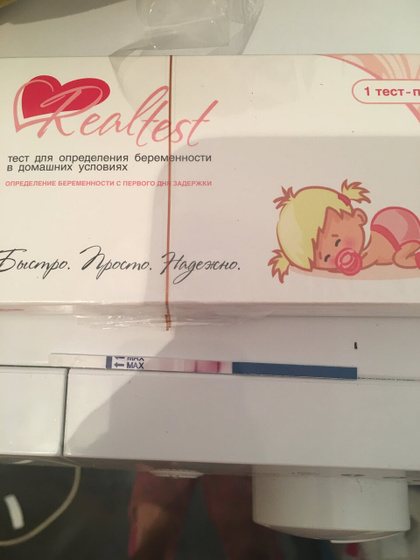 Realtest
1 тест-п
тест для определения беременности
в домашних условиях
ОПРЕДЕЛЕНИЕ БЕРЕМЕННОСТИ С ПЕРВОГО ДНЯ ЗАДЕРЖКИ
Быстро. Просто. Надежно.
MAX
MAX